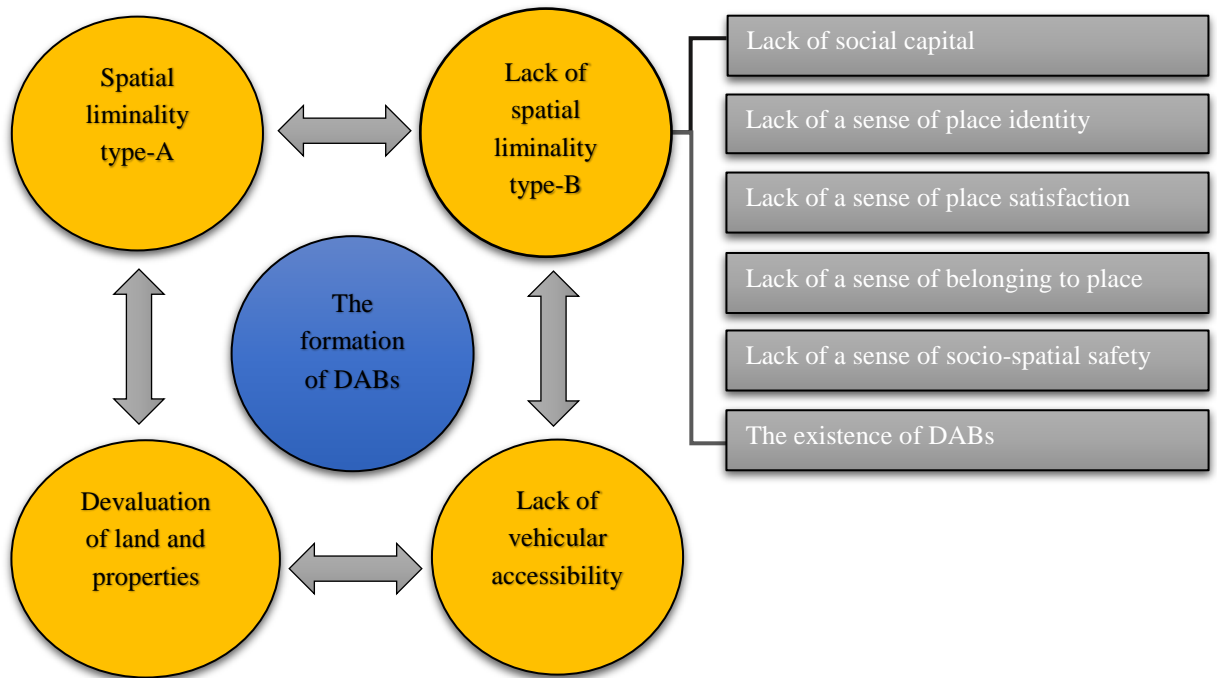 Spatial
liminality
type-A
Lack of
spatial
liminality
type-B
Lack of social capital
Lack of a sense of place identity
Lack of a sense of place satisfaction
Lack of a sense of belonging to place
Lack of a sense of socio-spatial safety
The existence of DABs
The
formation
of DABs
Devaluation
of land and
properties
Lack of
vehicular
accessibility